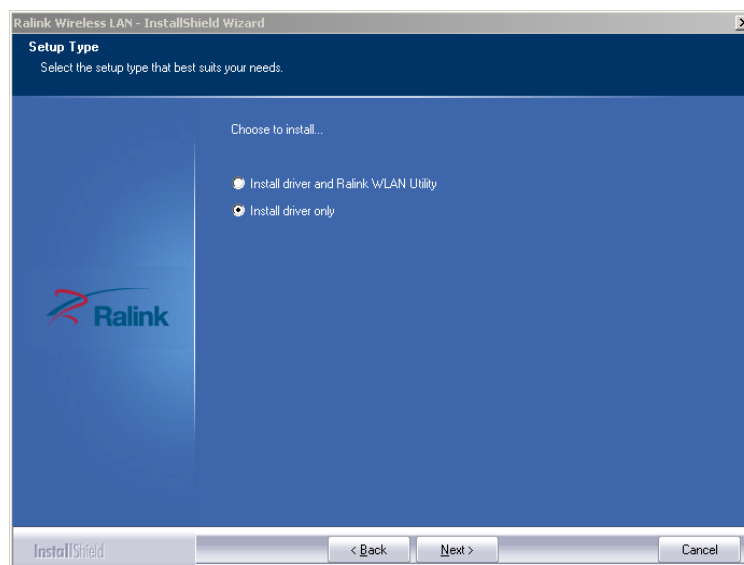 Ralink Wireless LAN - InstallShield Wizard
Setup Type
Select the setup type that best suits your needs.
Choose to install...
Install driver and Ralink WLAN Utility
Install driver only
Ralink
InstallShield
< Back
Next >
Cancel